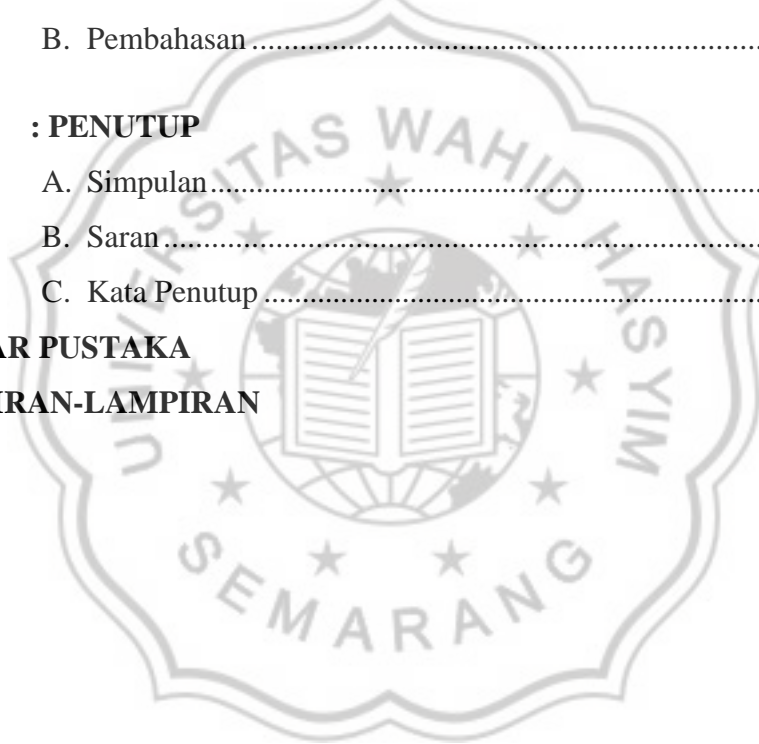 B. Pembahasan
: PENUTUP
A. Simpulan
B. Saran
C. Kata Penutup
AR PUSTAKA
IRAN-LAMPIRAN
UNIVERSITAS WAHID HASYIM
SEMARANG